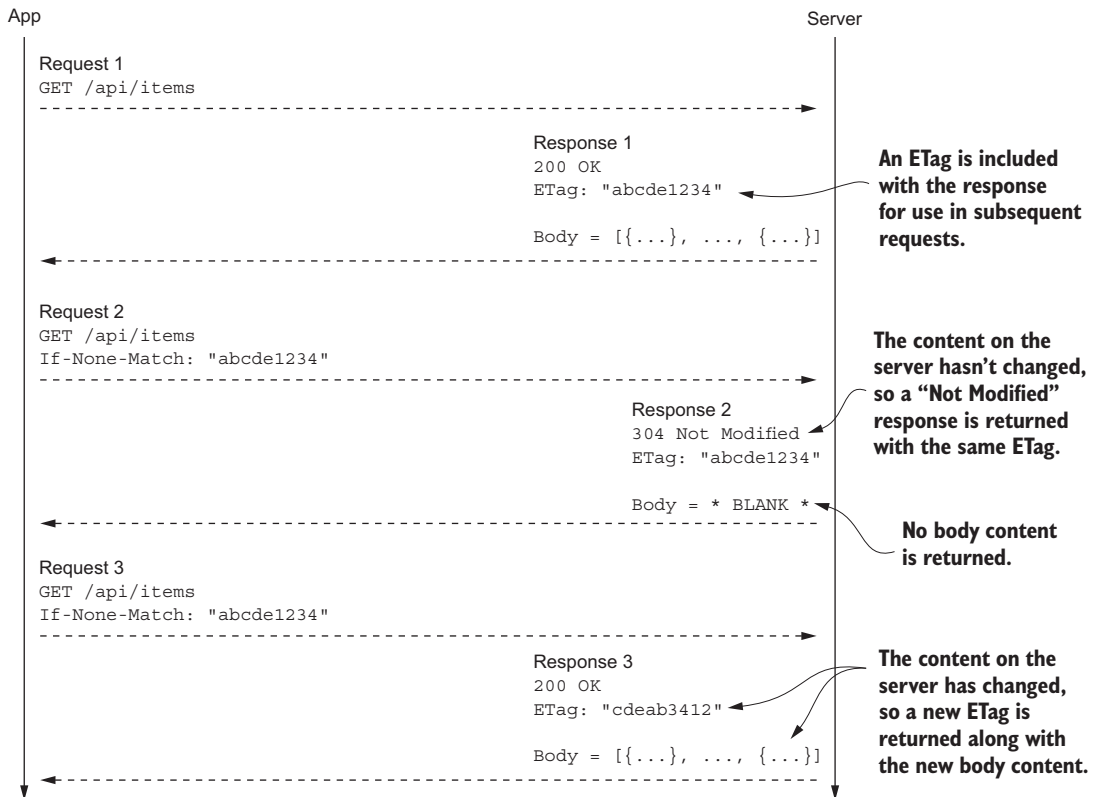 App
Server
Request 1
GET /api/items
Response 1
200 OK
ETag: "abcde1234"
Body = [{...}, ..., {...}]
An ETag is included
with the response
for use in subsequent
requests.
Request 2
GET /api/items
If-None-Match: "abcde1234"
Response 2
304 Not Modified
ETag: "abcde1234"
Body = * BLANK *
The content on the
server hasn’t changed,
so a “Not Modified”
response is returned
with the same ETag.
No body content
is returned.
Request 3
GET /api/items
If-None-Match: "abcde1234"
Response 3
200 OK
ETag: "cdeab3412"
Body = [{...}, ..., {...}]
The content on the
server has changed,
so a new ETag is
returned along with
the new body content.